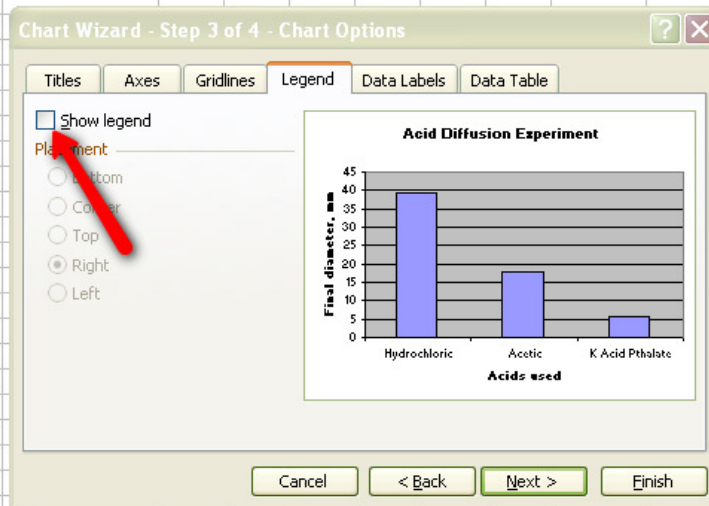 Chart Wizard - Step 3 of 4 - Chart Options
Titles Axes Gridlines Legend Data Labels Data Table
Show legend
Placement
Bottom
Corner
Top
Right
Left
Acid Diffusion Experiment
Final diameter, mm
45
40
35
30
25
20
15
10
5
0
Hydrochloric Acetic K Acid Pthalate
Acids used
Cancel < Back Next > Finish